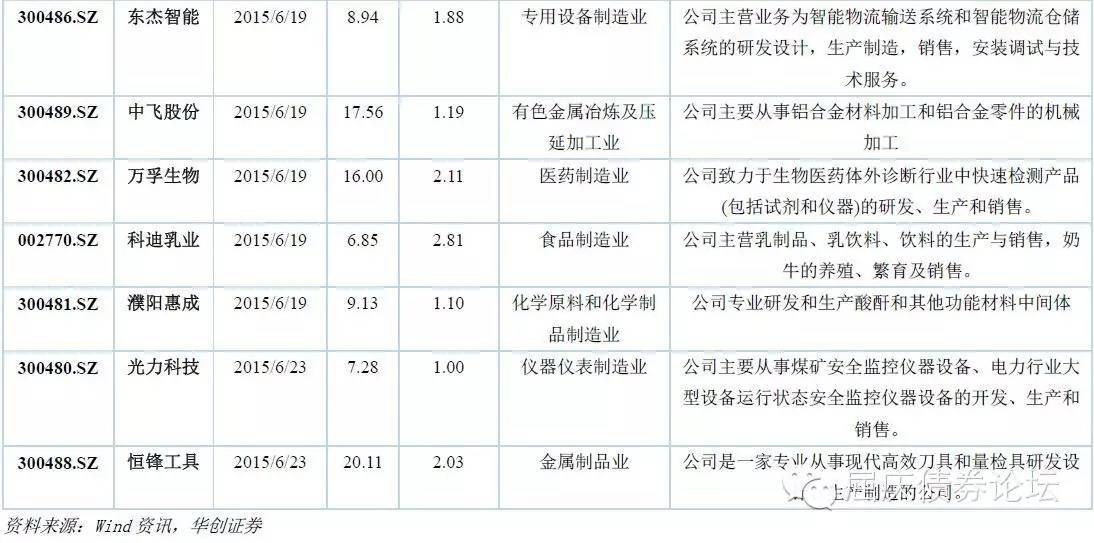 300486.SZ 东杰智能 2015/6/19 8.94 1.88 专用设备制造业 公司主营业务为智能物流输送系统和智能物流仓储
系统的研发设计，生产制造，销售，安装调试与技
术服务。
300489.SZ 中飞股份 2015/6/19 17.56 1.19 有色金属冶炼及压 公司主要从事铝合金材料加工和铝合金零件的机械
延加工业 加工
300482.SZ 万孚生物 2015/6/19 16.00 2.11 医药制造业 公司致力于生物医药体外诊断行业中快速检测产品
(包括试剂和仪器)的研发、生产和销售。
002770.SZ 科迪乳业 2015/6/19 6.85 2.81 食品制造业 公司主营乳制品、乳饮料、饮料的生产与销售，奶
牛的养殖、繁育及销售。
300481.SZ 濮阳惠成 2015/6/19 9.13 1.10 化学原料和化学制 公司专业研发和生产酸酐和其他功能材料中间体
品制造业
300480.SZ 光力科技 2015/6/23 7.28 1.00 仪器仪表制造业 公司主要从事煤矿安全监控仪器设备、电力行业大
型设备运行状态安全监控仪器设备的开发、生产和
销售。
300488.SZ 恒锋工具 2015/6/23 20.11 2.03 金属制品业 公司是一家专业从事现代高效刀具和量检具研发设
生产制造的公司。
屈庆债券论坛
资料来源：Wind 资讯，华创证券